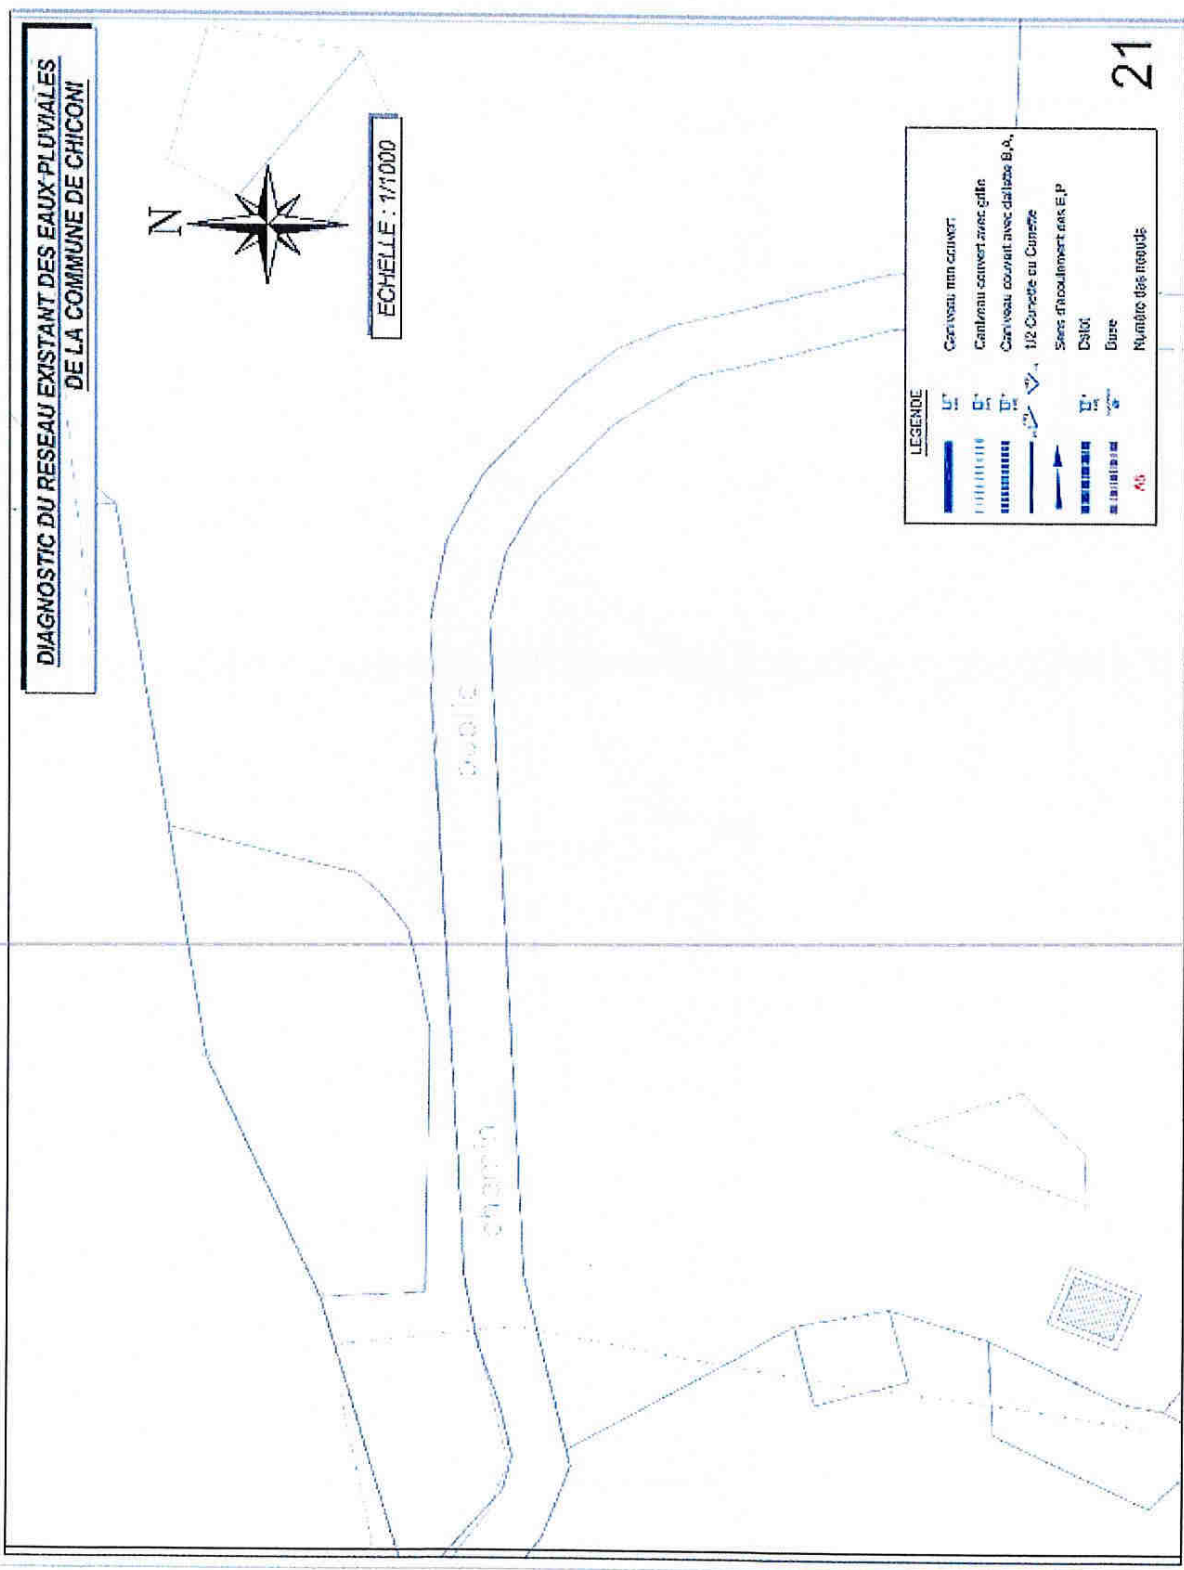 DIAGNOSTIC DU RESEAU EXISTANT DES EAUX-PLUVIALES
DE LA COMMUNE DE CHICONI
N
ECHELLE : 1/1000
public
chemin
LEGENDE
Caniveau non couvert
Caniveau couvert avec grille
Caniveau couvert avec dallette B.A.
1/2 Cunette ou Cunette
Sens d'écoulement des E.P
Dalot
Buse
A5 Numéro des noeuds
21